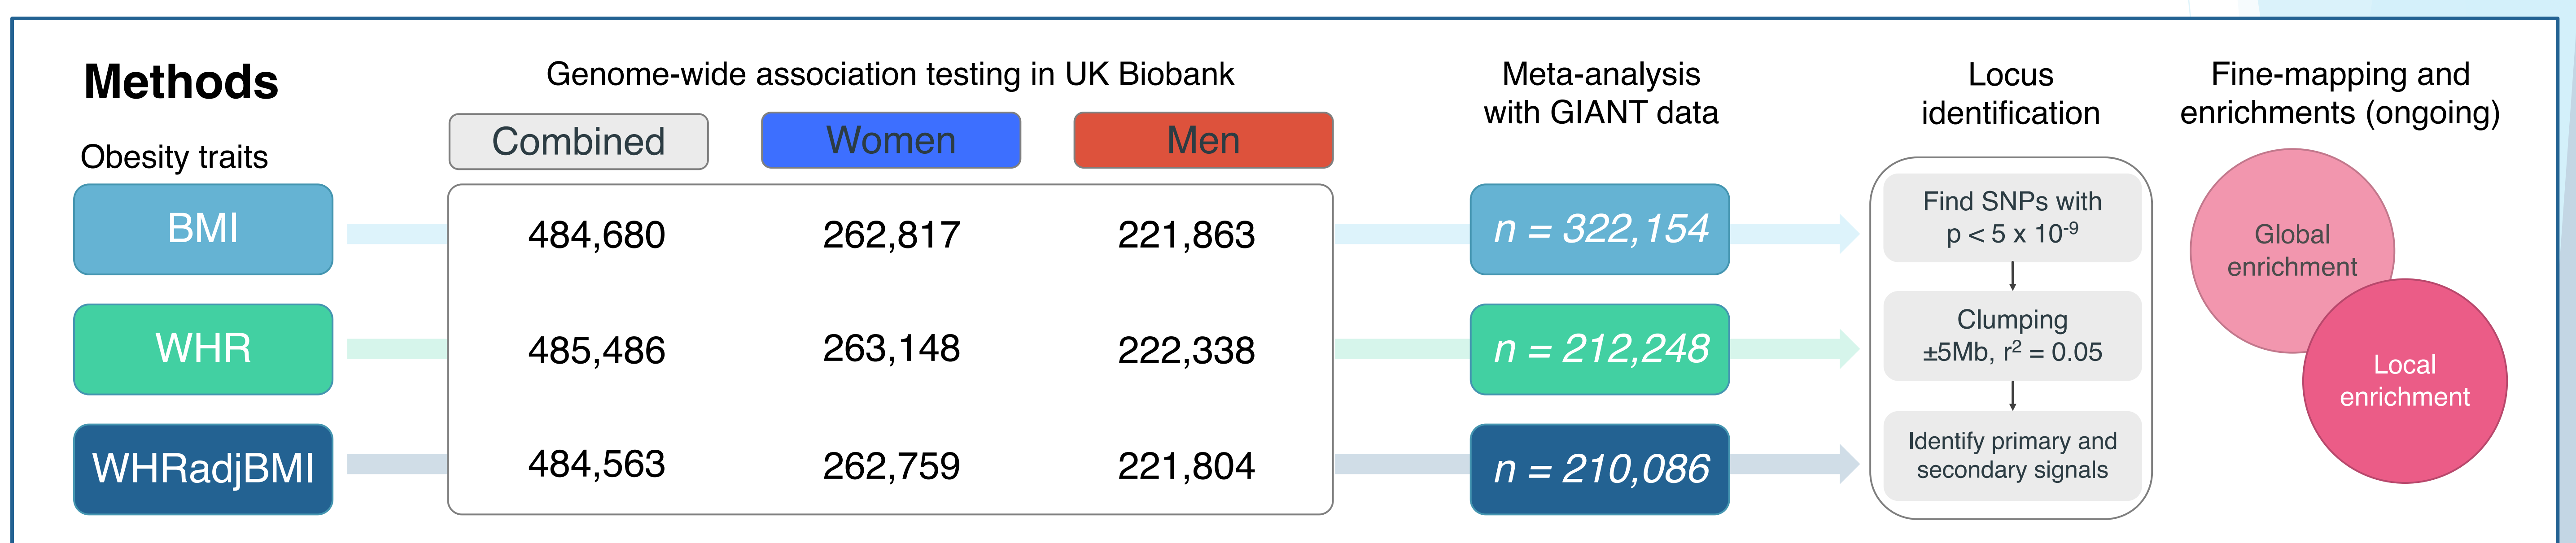 Methods
Obesity traits
Genome-wide association testing in UK Biobank
Combined
Women
Men
BMI
484,680
262,817
221,863
WHR
485,486
263,148
222,338
WHRadjBMI
484,563
262,759
221,804
Meta-analysis
with GIANT data
n = 322,154
n = 212,248
n = 210,086
Locus
identification
Find SNPs with
p < 5 x 10⁻⁹
Clumping
±5Mb, r² = 0.05
Identify primary and
secondary signals
Fine-mapping and
enrichments (ongoing)
Global
enrichment
Local
enrichment